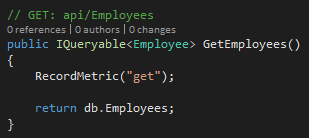 // GET: api/Employees
0 references | 0 authors | 0 changes
public IQueryable<Employee> GetEmployees()
{
    RecordMetric("get");

    return db.Employees;
}